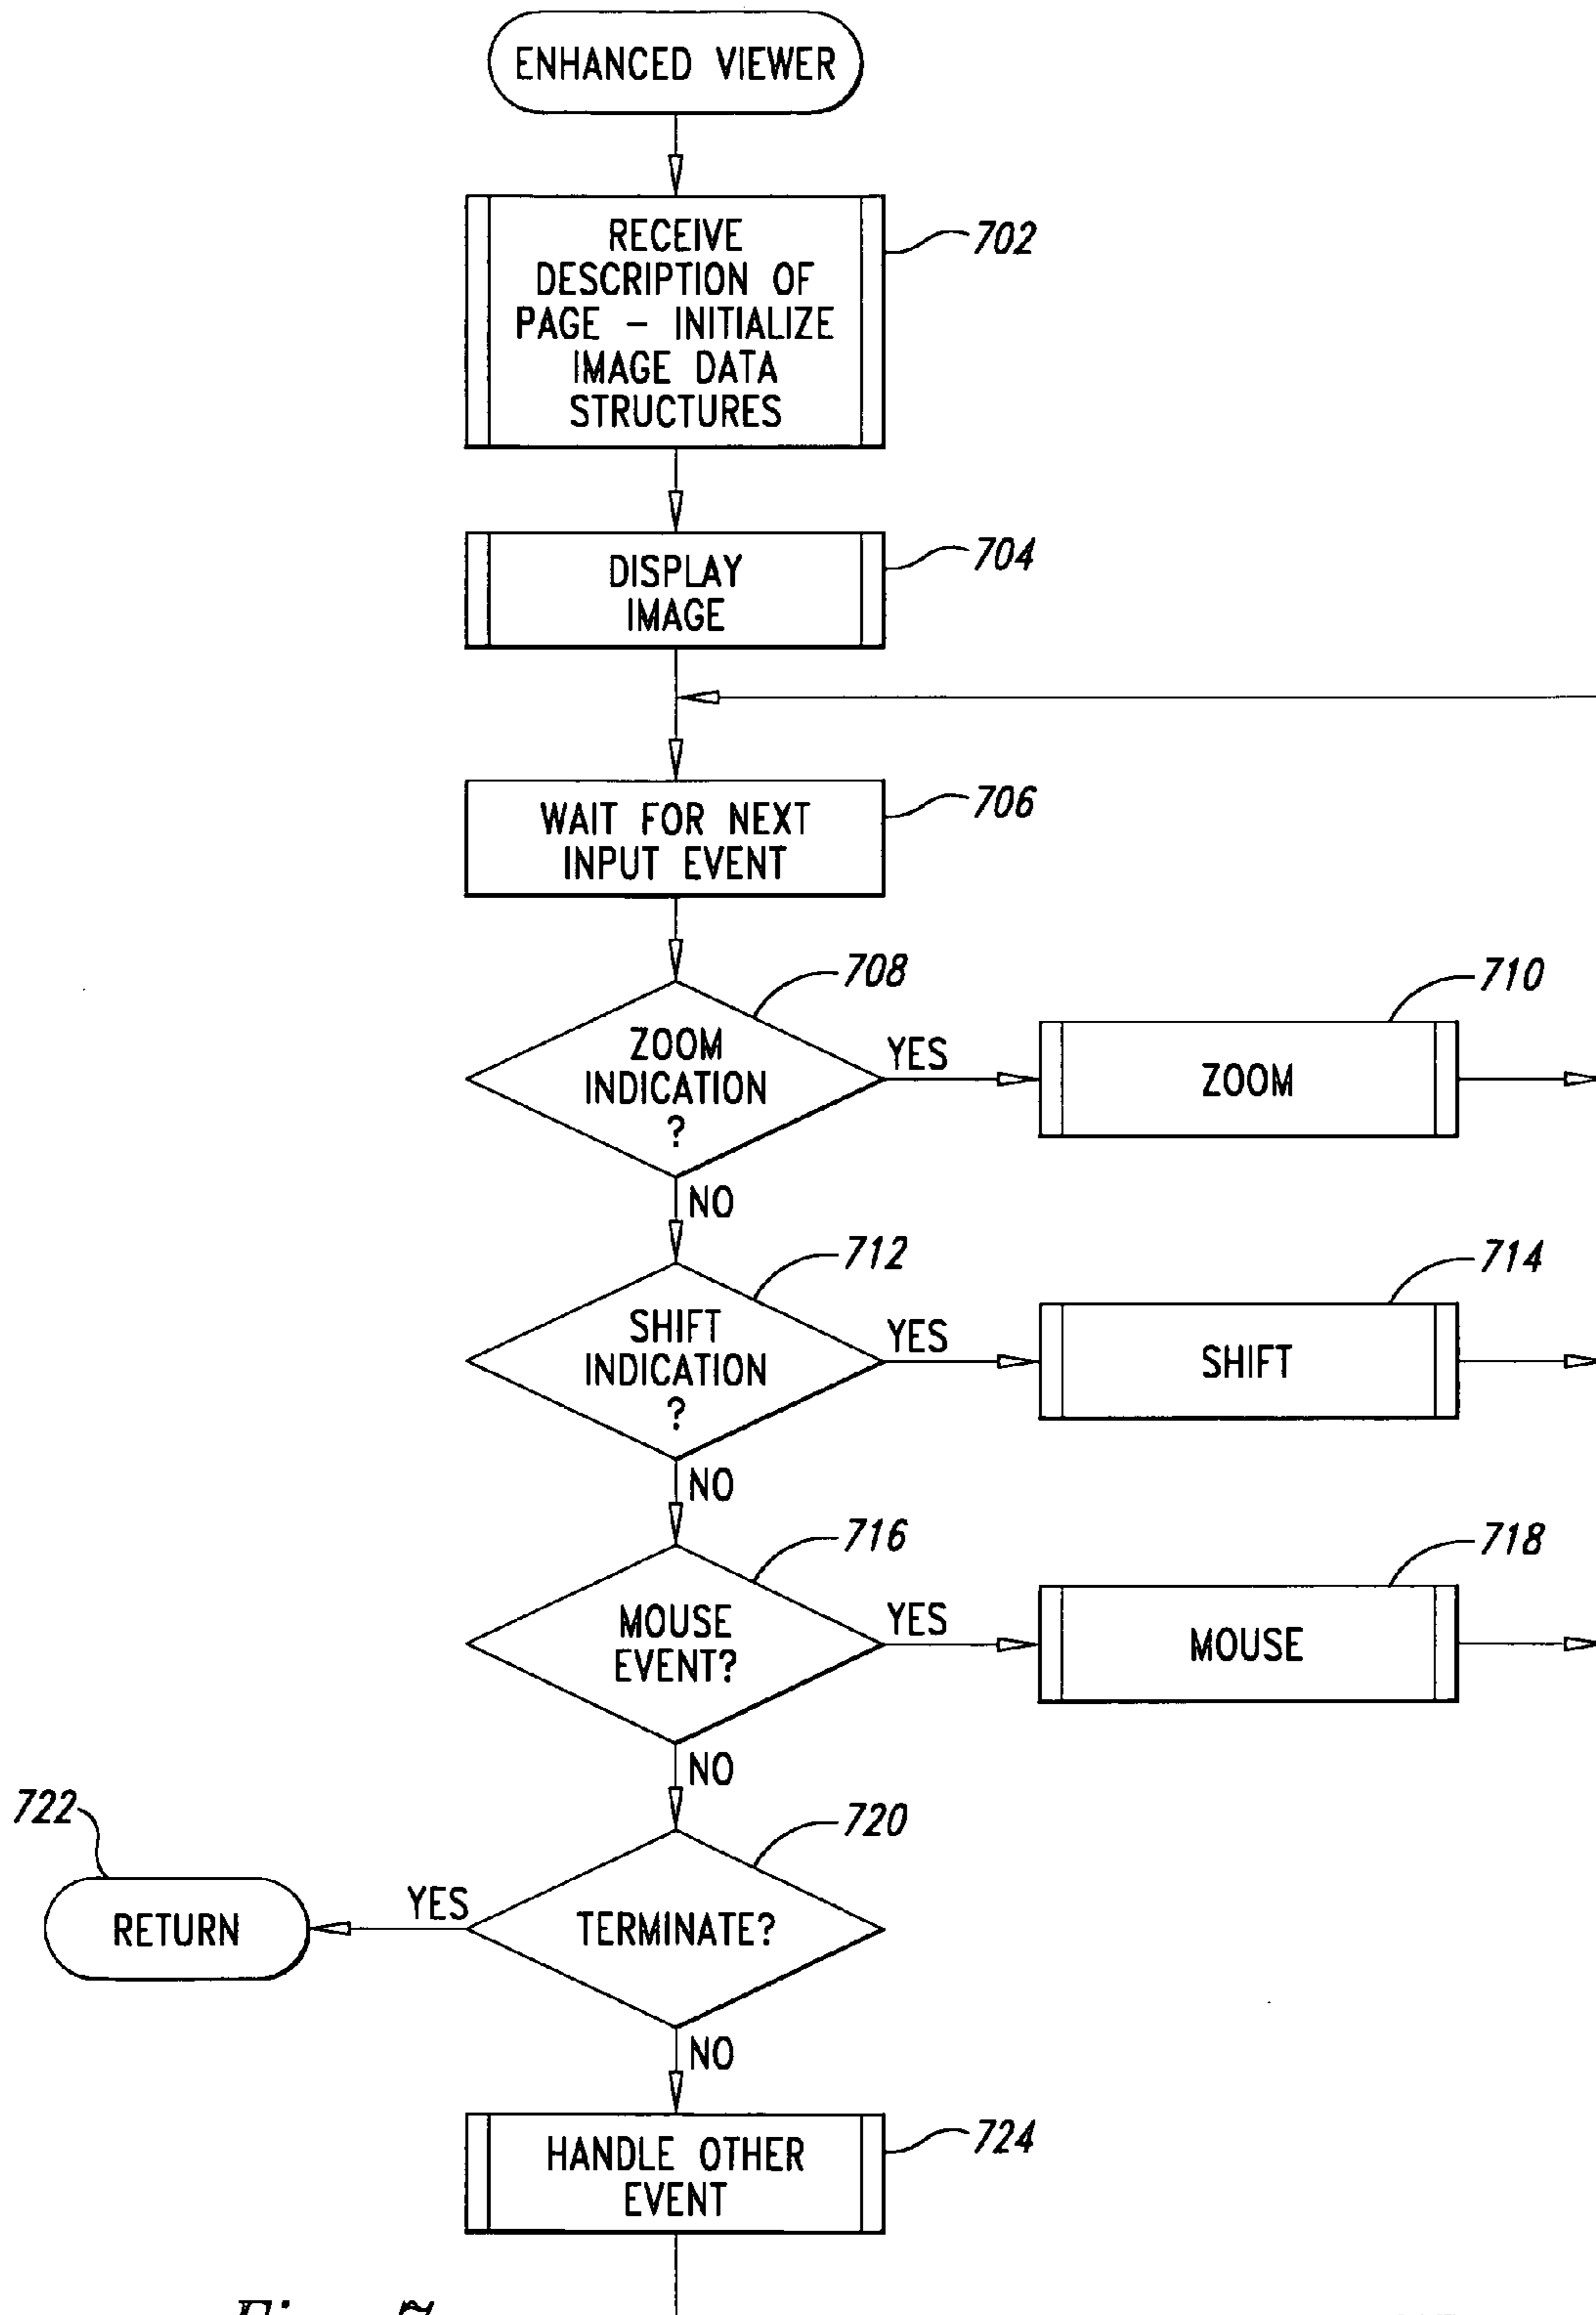 ENHANCED VIEWER
RECEIVE
DESCRIPTION OF
PAGE – INITIALIZE
IMAGE DATA
STRUCTURES
702
DISPLAY
IMAGE
704
WAIT FOR NEXT
INPUT EVENT
706
708
ZOOM
INDICATION
?
YES
710
ZOOM
NO
712
SHIFT
INDICATION
?
YES
714
SHIFT
NO
716
MOUSE
EVENT?
YES
718
MOUSE
NO
720
TERMINATE?
YES
722
RETURN
NO
724
HANDLE OTHER
EVENT